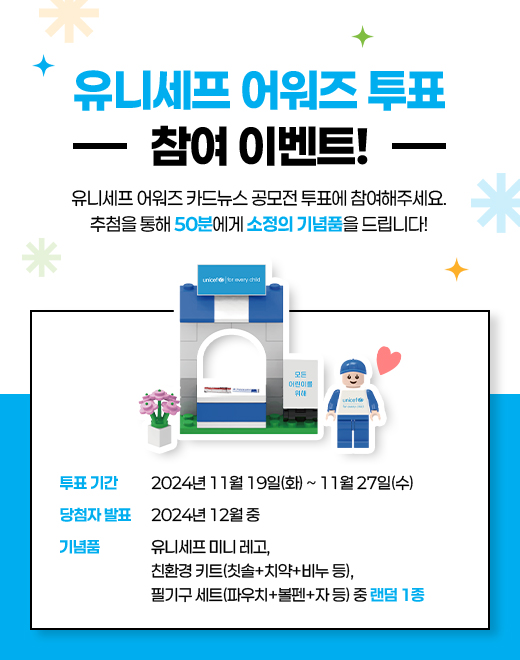 유니세프 어워즈 투표
참여 이벤트!
유니세프 어워즈 카드뉴스 공모전 투표에 참여해주세요.
추첨을 통해 50분에게 소정의 기념품을 드립니다!
unicef | for every child
모든
어린이를
위해
unicef
for every child
투표 기간 2024년 11월 19일(화) ~ 11월 27일(수)
당첨자 발표 2024년 12월 중
기념품 유니세프 미니 레고,
친환경 키트(칫솔+치약+비누 등),
필기구 세트(파우치+볼펜+자 등) 중 랜덤 1종